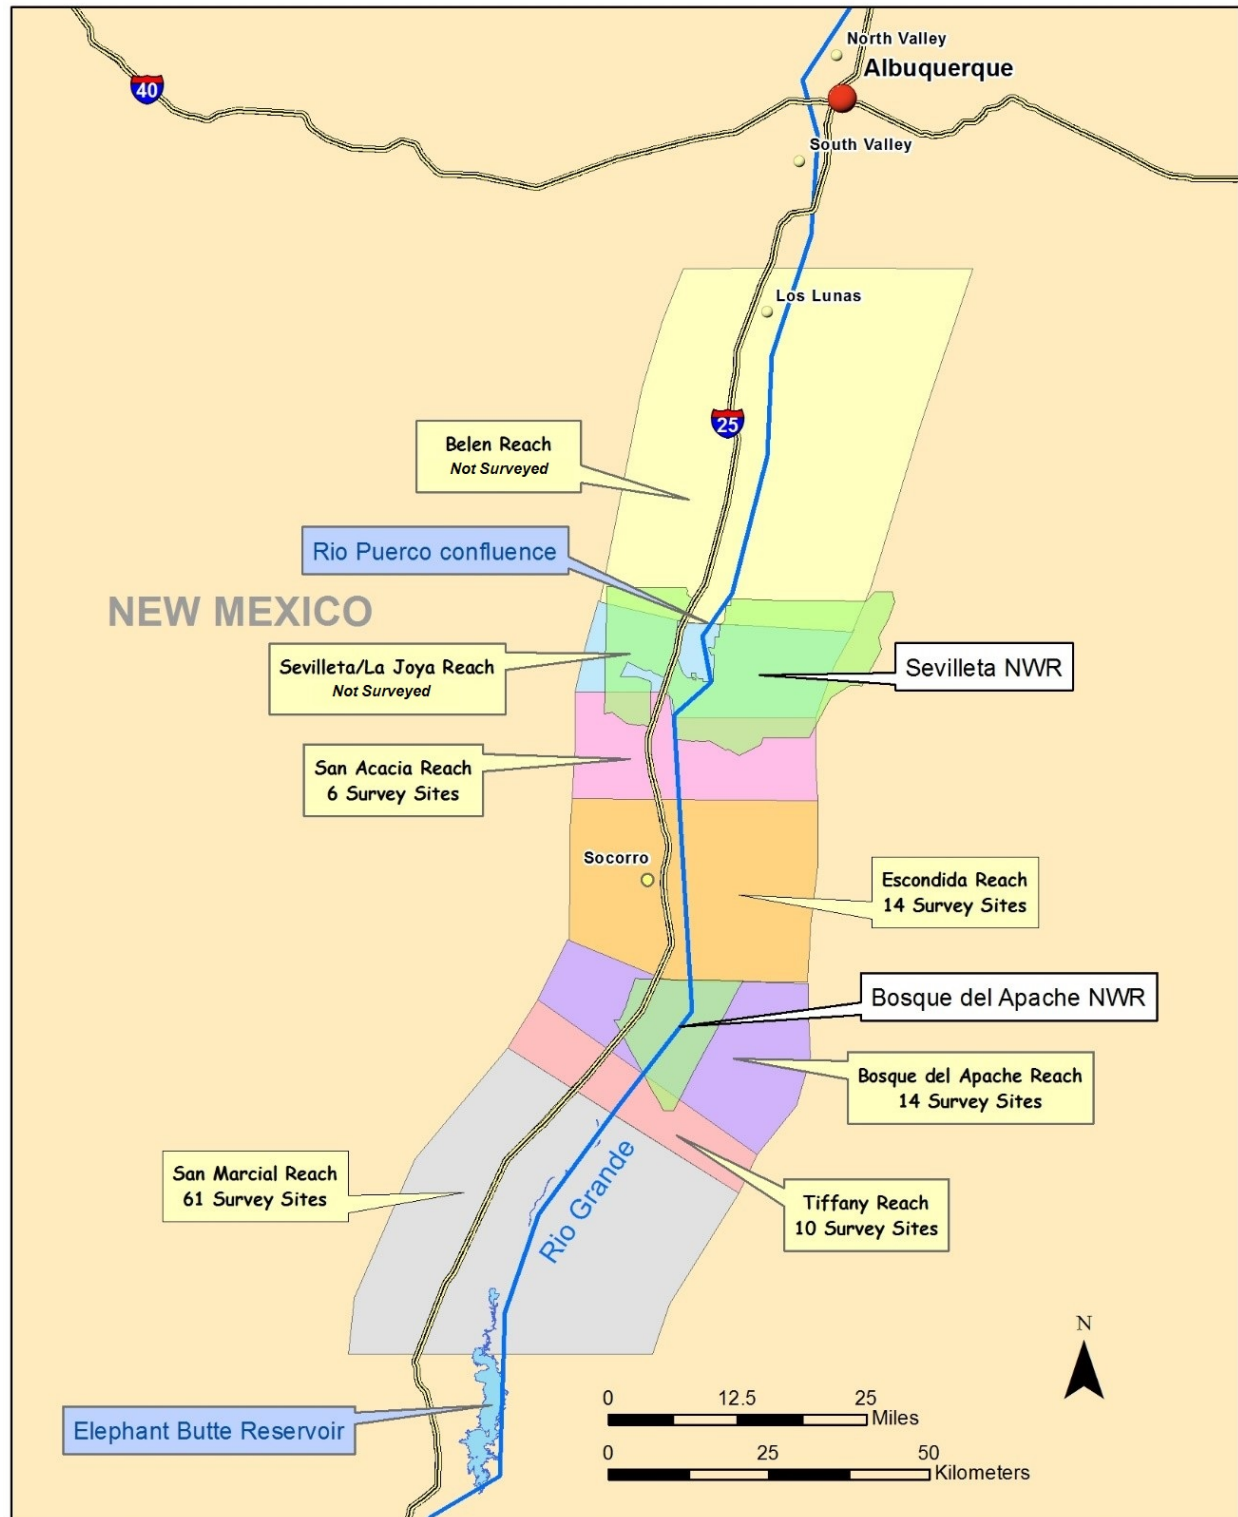 North Valley
Albuquerque
40
South Valley
Los Lunas
25
Belen Reach
Not Surveyed
Rio Puerco confluence
NEW MEXICO
Sevilleta/La Joya Reach
Not Surveyed
Sevilleta NWR
San Acacia Reach
6 Survey Sites
Socorro
Escondida Reach
14 Survey Sites
Bosque del Apache NWR
Bosque del Apache Reach
14 Survey Sites
San Marcial Reach
61 Survey Sites
Rio Grande
Tiffany Reach
10 Survey Sites
N
0 12.5 25
Miles
0 25 50
Kilometers
Elephant Butte Reservoir